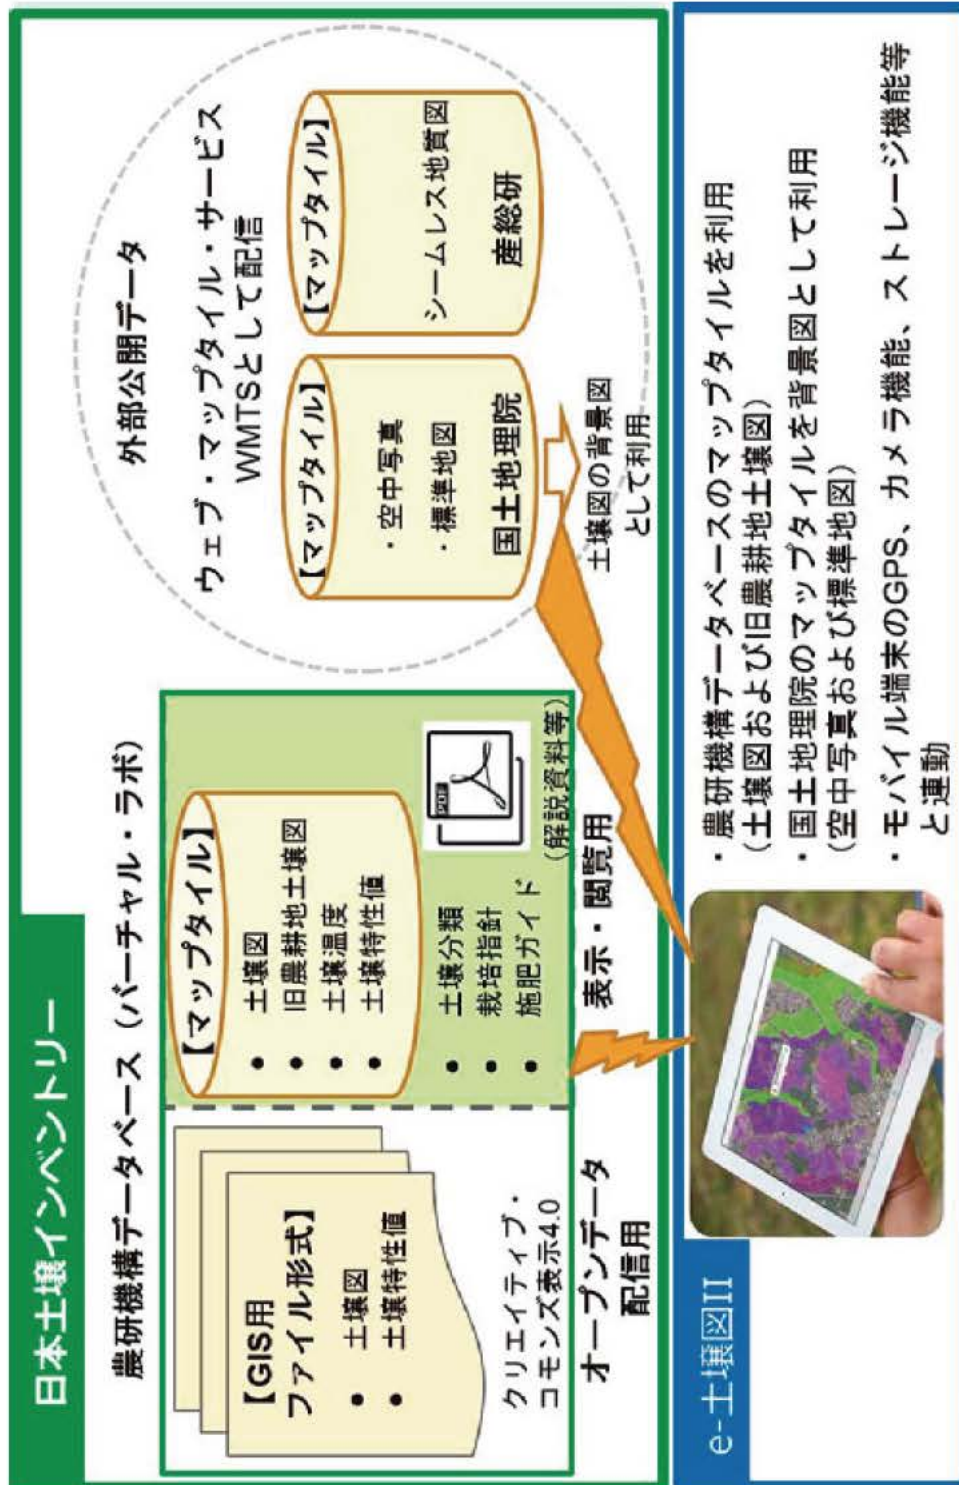 日本土壌インベントリー
農研機構データベース（バーチャル・ラボ）
【GIS用
ファイル形式】
● 土壌図
● 土壌特性値
クリエイティブ・
コモンズ表示4.0
オープンデータ
配信用
【マップタイル】
● 土壌図
● 旧農耕地土壌図
● 土壌温度
● 土壌特性値
● 土壌分類
● 栽培指針
● 施肥ガイド
PDF
（解説資料等）
表示・閲覧用
外部公開データ
ウェブ・マップタイル・サービス
WMTSとして配信
【マップタイル】
・空中写真
・標準地図
国土地理院
【マップタイル】
シームレス地質図
産総研
土壌図の背景図
として利用
e-土壌図II
・農研機構データベースのマップタイルを利用
（土壌図および旧農耕地土壌図）
・国土地理院のマップタイルを背景図として利用
（空中写真および標準地図）
・モバイル端末のGPS、カメラ機能、ストレージ機能等
と連動